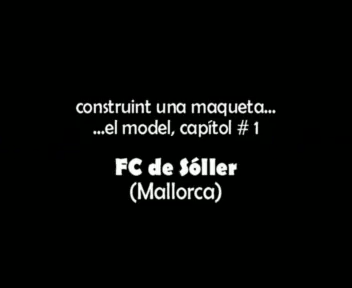 construint una maqueta...
...el model, capítol # 1
FC de Sóller
(Mallorca)